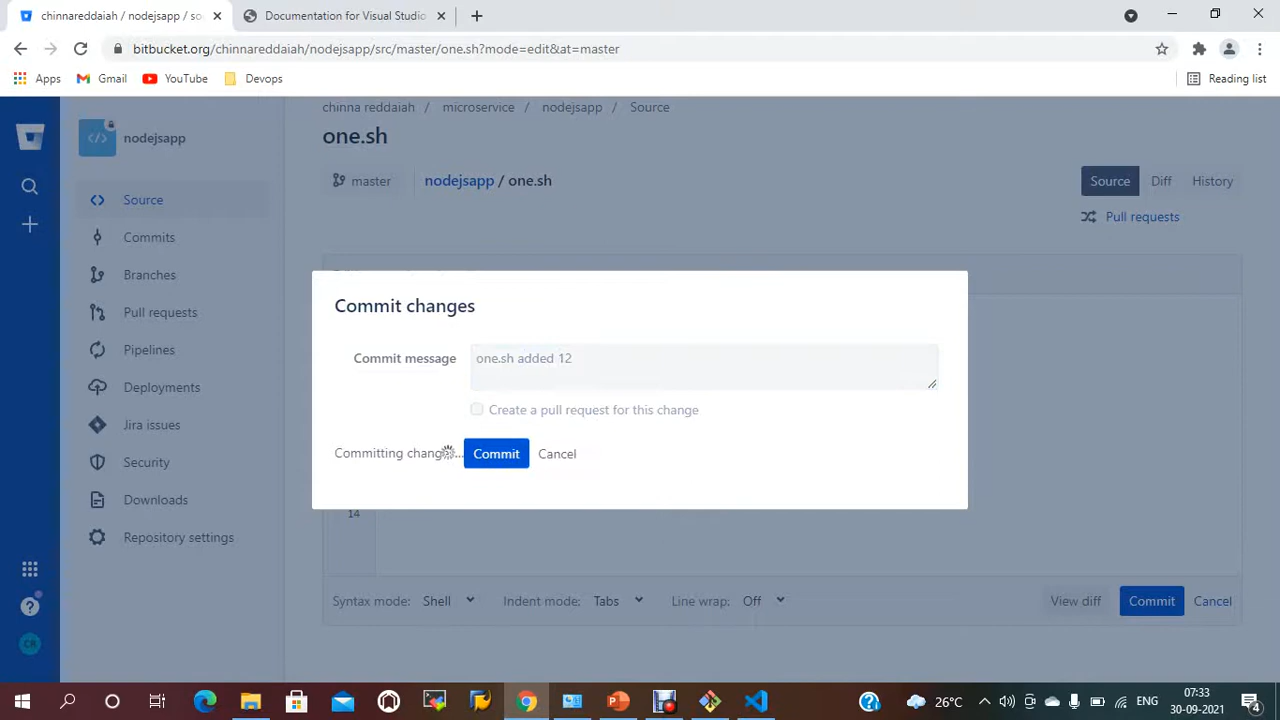 chinnareddaiah / nodejsapp / so
Documentation for Visual Studio
bitbucket.org/chinnareddaiah/nodejsapp/src/master/one.sh?mode=edit&at=master
Apps
Gmail
YouTube
Devops
Reading list
chinna reddaiah / microservice / nodejsapp / Source
nodejsapp
one.sh
master
nodejsapp / one.sh
Source
Diff
History
Pull requests
Source
Commits
Branches
Pull requests
Pipelines
Deployments
Jira issues
Security
Downloads
Repository settings
Commit changes
Commit message
one.sh added 12
Create a pull request for this change
Committing chang
Commit
Cancel
14
Syntax mode: Shell
Indent mode: Tabs
Line wrap: Off
View diff
Commit
Cancel
CR
26°C
ENG
07:33
30-09-2021
4